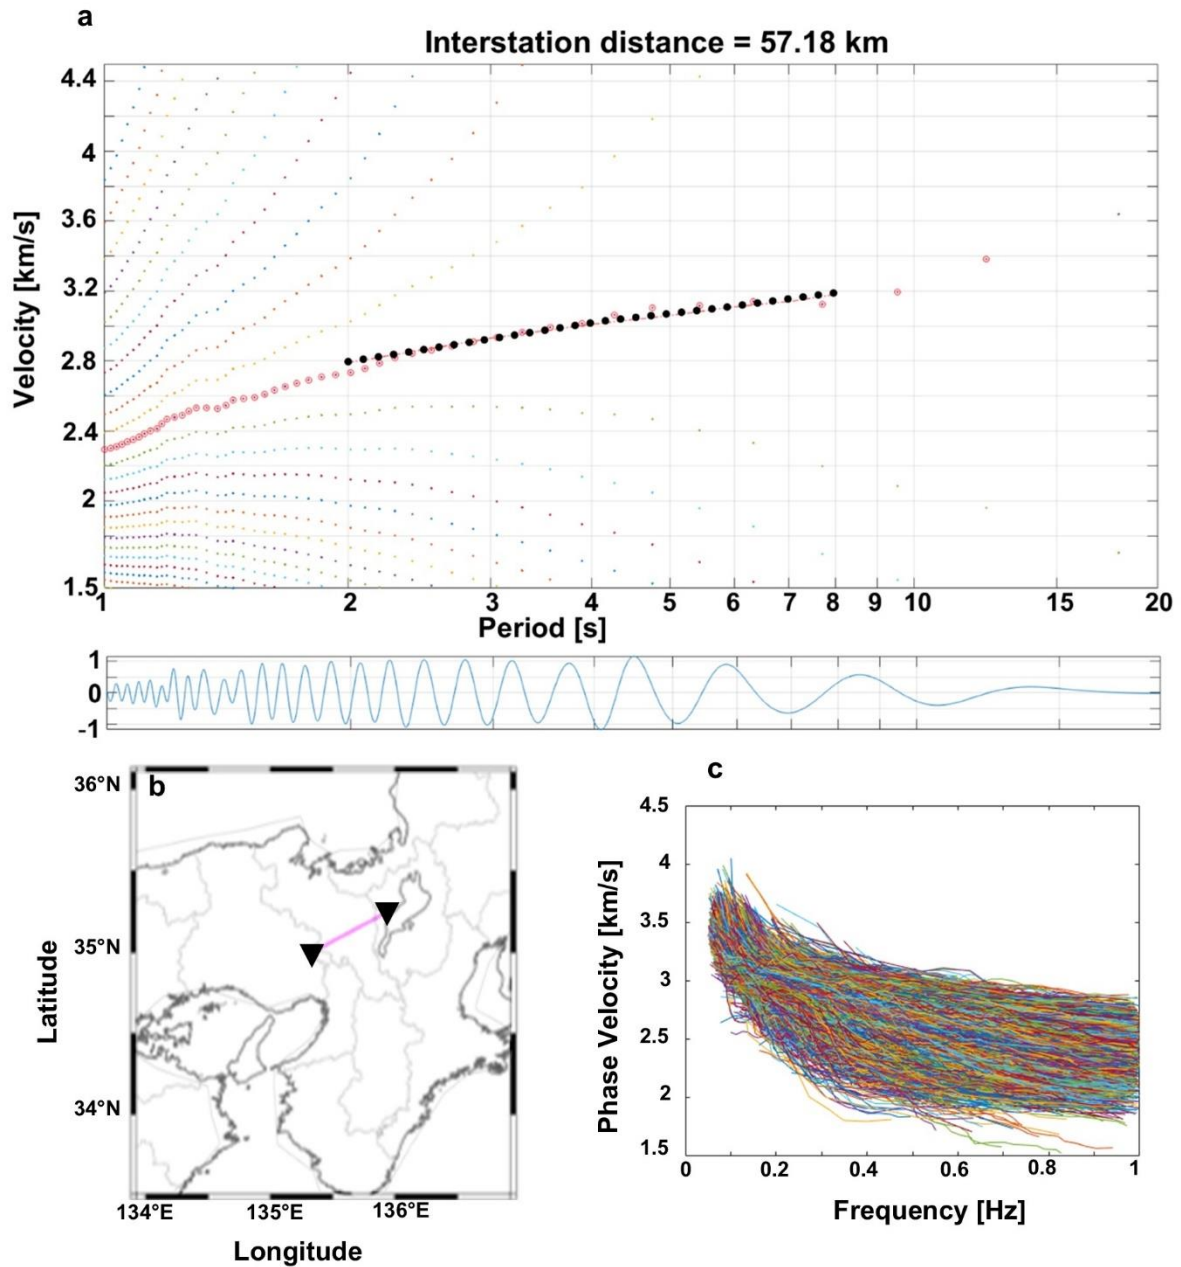 a
Interstation distance = 57.18 km
4.4
4
3.6
3.2
2.8
2.4
2
1.5
Velocity [km/s]
1 2 3 4 5 6 7 8 9 10 15 20
Period [s]
1
0
-1
b
36°N
35°N
34°N
Latitude
134°E 135°E 136°E
Longitude
c
4.5
4
3.5
3
2.5
2
1.5
Phase Velocity [km/s]
0 0.2 0.4 0.6 0.8 1
Frequency [Hz]